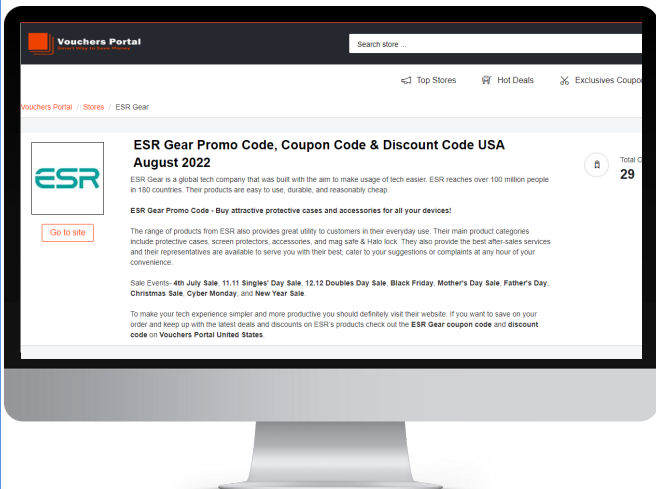 Vouchers Portal
Smart Way to Save Money
Search store ...
Top Stores
Hot Deals
Exclusives Coupo
Vouchers Portal / Stores / ESR Gear
ESR
Go to site
ESR Gear Promo Code, Coupon Code & Discount Code USA
August 2022
ESR Gear is a global tech company that was built with the aim to make usage of tech easier. ESR reaches over 100 million people
in 180 countries. Their products are easy to use, durable, and reasonably cheap.
ESR Gear Promo Code - Buy attractive protective cases and accessories for all your devices!
The range of products from ESR also provides great utility to customers in their everyday use. Their main product categories
include protective cases, screen protectors, accessories, and mag safe & Halo lock. They also provide the best after-sales services
and their representatives are available to serve you with their best, cater to your suggestions or complaints at any hour of your
convenience.
Sale Events- 4th July Sale, 11.11 Singles' Day Sale, 12.12 Doubles Day Sale, Black Friday, Mother's Day Sale, Father's Day,
Christmas Sale, Cyber Monday, and New Year Sale.
To make your tech experience simpler and more productive you should definitely visit their website. If you want to save on your
order and keep up with the latest deals and discounts on ESR's products check out the ESR Gear coupon code and discount
code on Vouchers Portal United States.
Total O
29